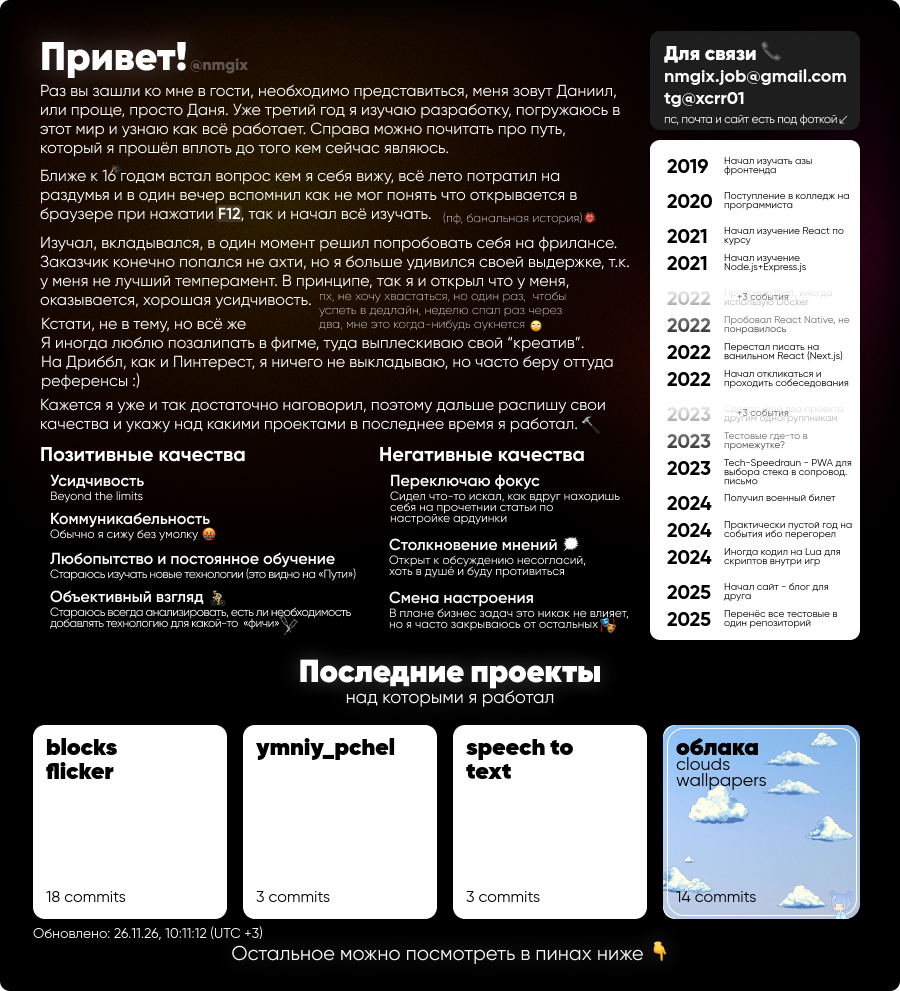 Привет! @nmgix
Раз вы зашли ко мне в гости, необходимо представиться, меня зовут Даниил,
или проще, просто Даня. Уже третий год я изучаю разработку, погружаюсь в
этот мир и узнаю как всё работает. Справа можно почитать про путь,
который я прошёл вплоть до того кем сейчас являюсь.
Ближе к 16 годам встал вопрос кем я себя вижу, всё лето потратил на
раздумья и в один вечер вспомнил как не мог понять что открывается в
браузере при нажатии F12, так и начал всё изучать. (пф, банальная история)👹
Изучал, вкладывался, в один момент решил попробовать себя на фрилансе.
Заказчик конечно попался не ахти, но я больше удивился своей выдержке, т.к.
у меня не лучший темперамент. В принципе, так я и открыл что у меня,
оказывается, хорошая усидчивость.
пх, не хочу хвастаться, но один раз, чтобы
успеть в дедлайн, неделю спал раз через
два, мне это когда-нибудь аукнется 🙄
Кстати, не в тему, но всё же
Я иногда люблю позалипать в фигме, туда выплескиваю свой “креатив”.
На Дриббл, как и Пинтерест, я ничего не выкладываю, но часто беру оттуда
референсы :)
Кажется я уже и так достаточно наговорил, поэтому дальше распишу свои
качества и укажу над какими проектами в последнее время я работал.🔨
Позитивные качества
Усидчивость
Beyond the limits
Коммуникабельность
Обычно я сижу без умолку 🤬
Любопытство и постоянное обучение
Стараюсь изучать новые технологии (это видно на «Пути»)
Объективный взгляд
Стараюсь всегда анализировать, есть ли необходимость
добавлять технологию для какой-то «фичи»
Негативные качества
Переключаю фокус
Сидел что-то искал, как вдруг находишь
себя на прочетнии статьи по
настройке ардуинки
Столкновение мнений
Открыт к обсуждению несогласий,
хоть в душé и буду противиться
Смена настроения
В плане бизнес задач это никак не влияет,
но я часто закрываюсь от остальных🎭
Для связи 📞
nmgix.job@gmail.com
tg@xcrr01
пс, почта и сайт есть под фоткой↙
2019 Начал изучать азы
фронтенда
2020 Поступление в колледж на
программиста
2021 Начал изучение React по
курсу
2021 Начал изучение
Node.js+Express.js
2022 +3 события
использую Docker
2022 Пробовал React Native, не
понравилось
2022 Перестал писать на
ванильном React (Next.js)
2022 Начал откликаться и
проходить собеседования
2023 +3 события
другим одногруппникам
2023 Тестовые где-то в
промежутке?
2023 Tech-Speedraun - PWA для
выбора стека в сопровод.
письмо
2024 Получил военный билет
2024 Практически пустой год на
события ибо перегорел
2024 Иногда кодил на Lua для
скриптов внутри игр
2025 Начал сайт - блог для
друга
2025 Перенёс все тестовые в
один репозиторий
Последние проекты
над которыми я работал
blocks
flicker
18 commits
ymniy_pchel
3 commits
speech to
text
3 commits
облака
clouds
wallpapers
14 commits
Обновлено: 26.11.26, 10:11:12 (UTC +3)
Остальное можно посмотреть в пинах ниже 👇